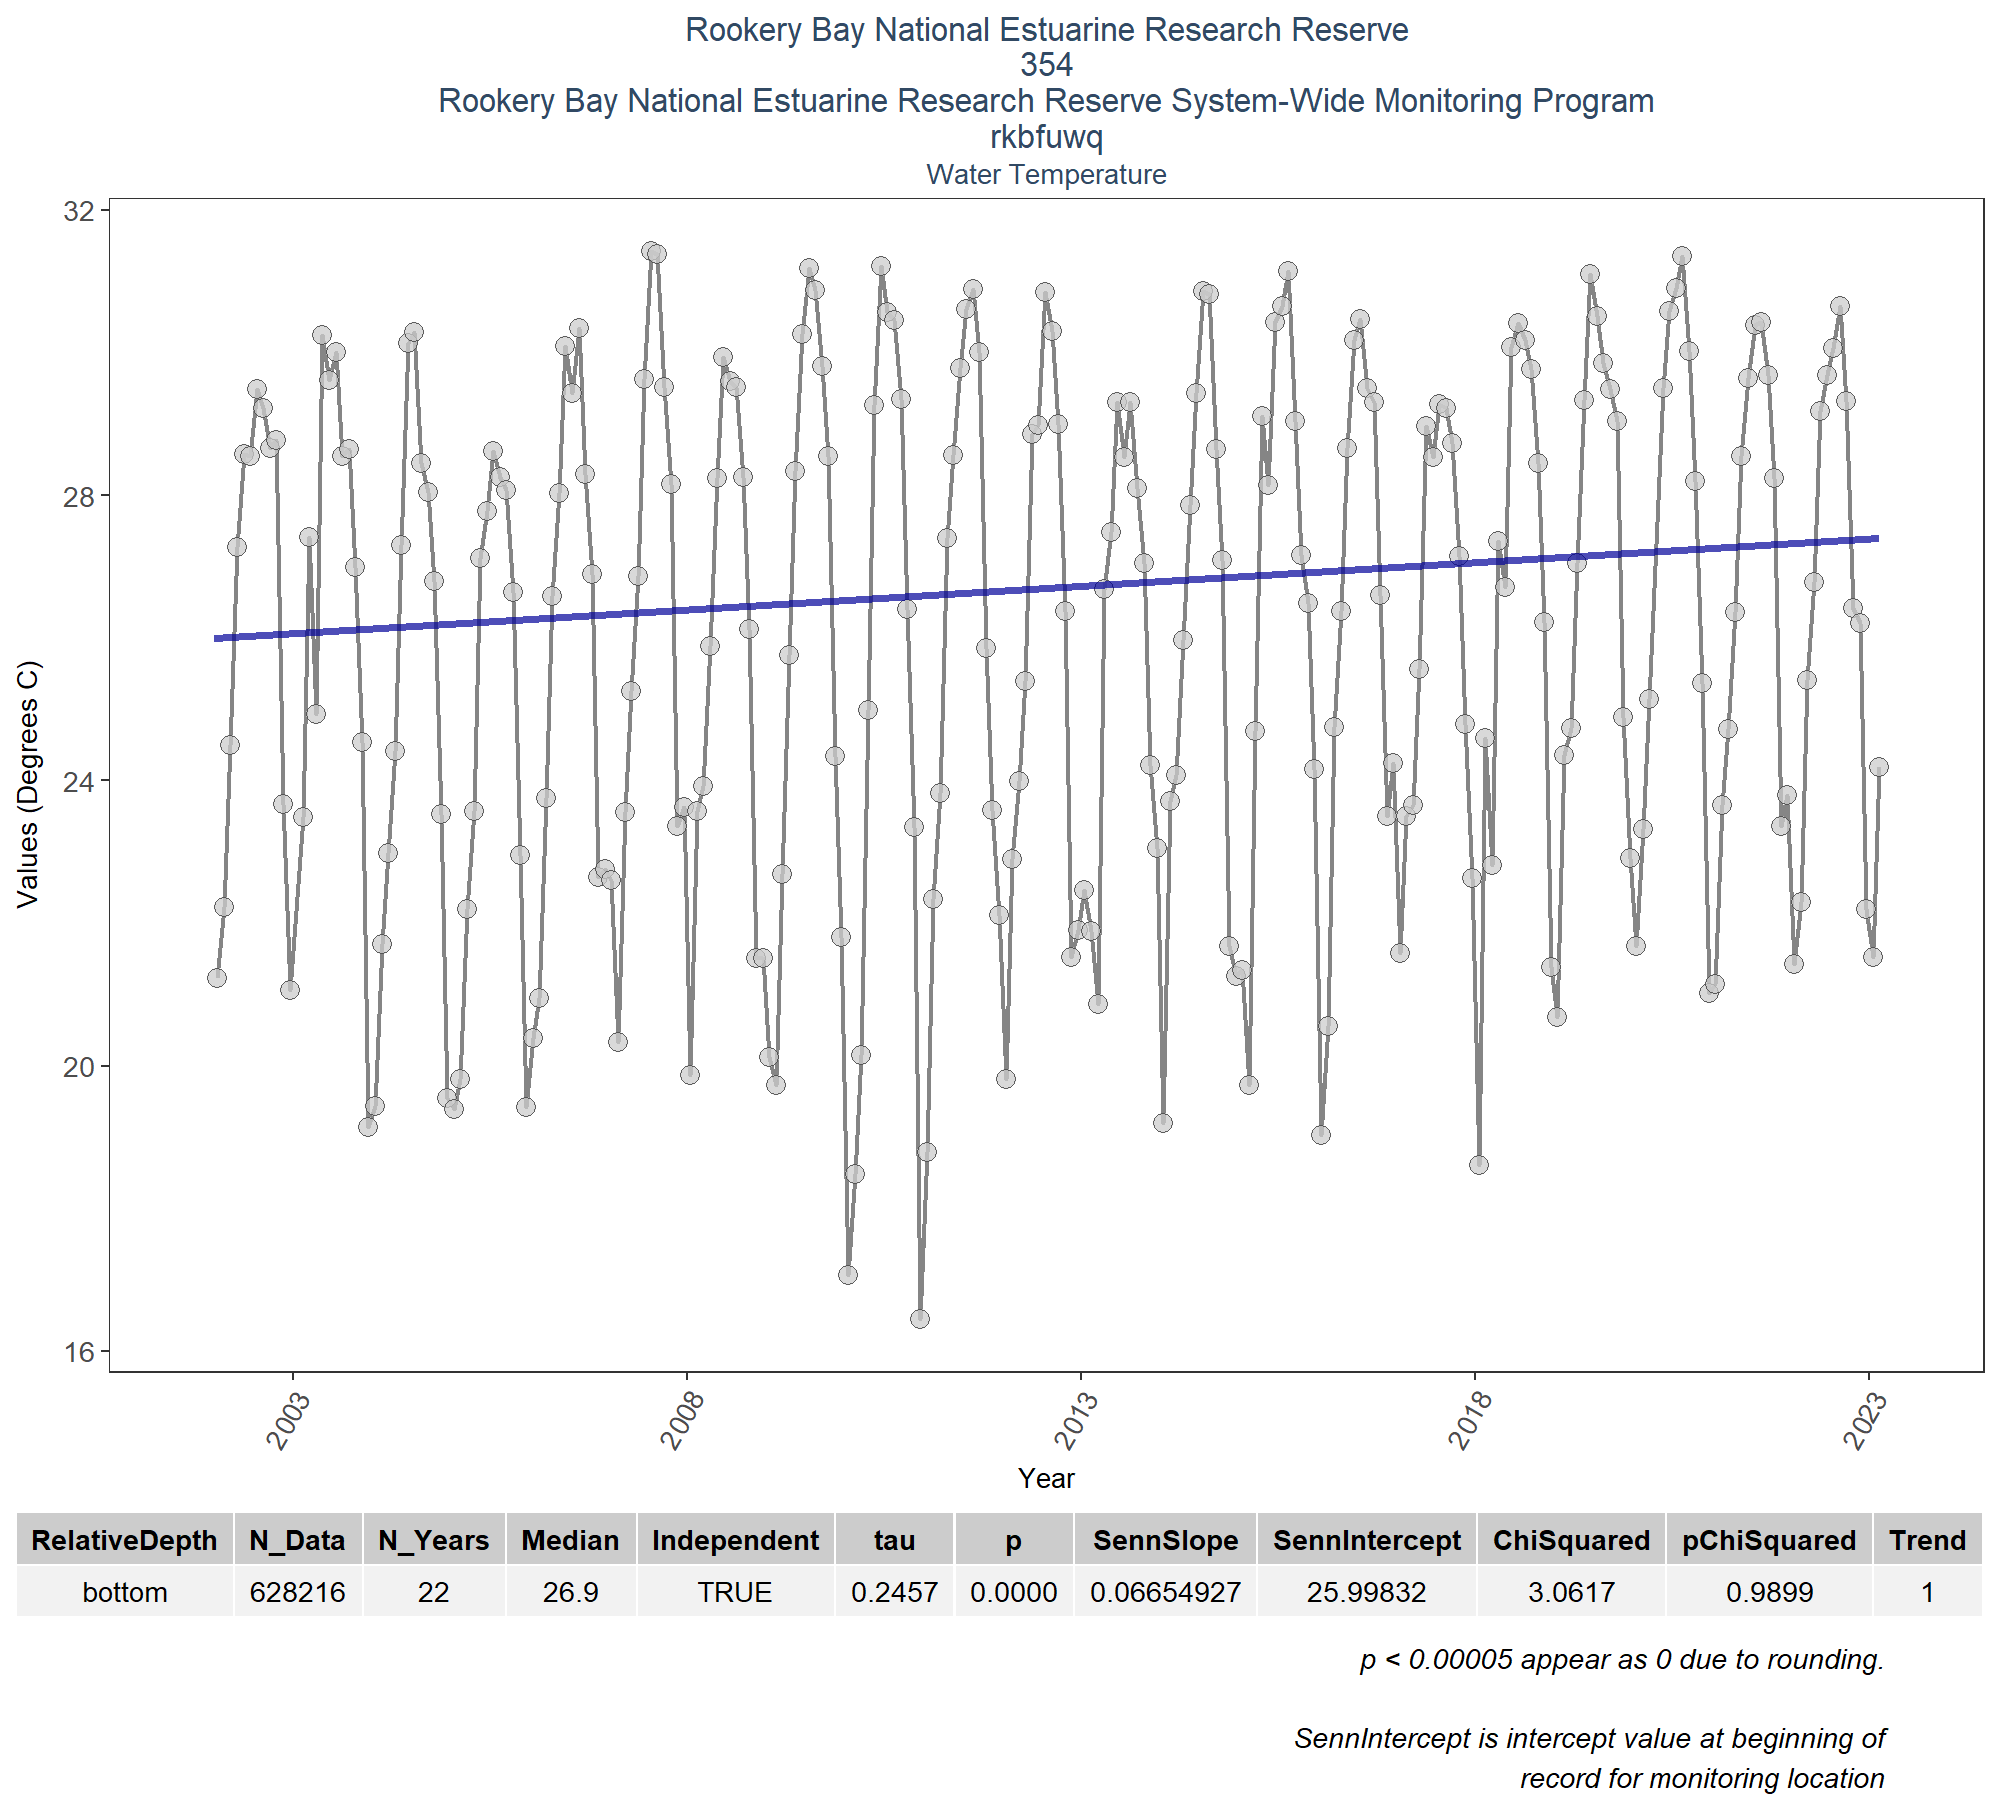 Rookery Bay National Estuarine Research Reserve
354
Rookery Bay National Estuarine Research Reserve System-Wide Monitoring Program
rkbfuwq
Water Temperature
32
28
24
20
16
Values (Degrees C)
2003 2008 2013 2018 2023
Year
RelativeDepth N_Data N_Years Median Independent tau p SennSlope SennIntercept ChiSquared pChiSquared Trend
bottom 628216 22 26.9 TRUE 0.2457 0.0000 0.06654927 25.99832 3.0617 0.9899 1
p < 0.00005 appear as 0 due to rounding.
SennIntercept is intercept value at beginning of
record for monitoring location